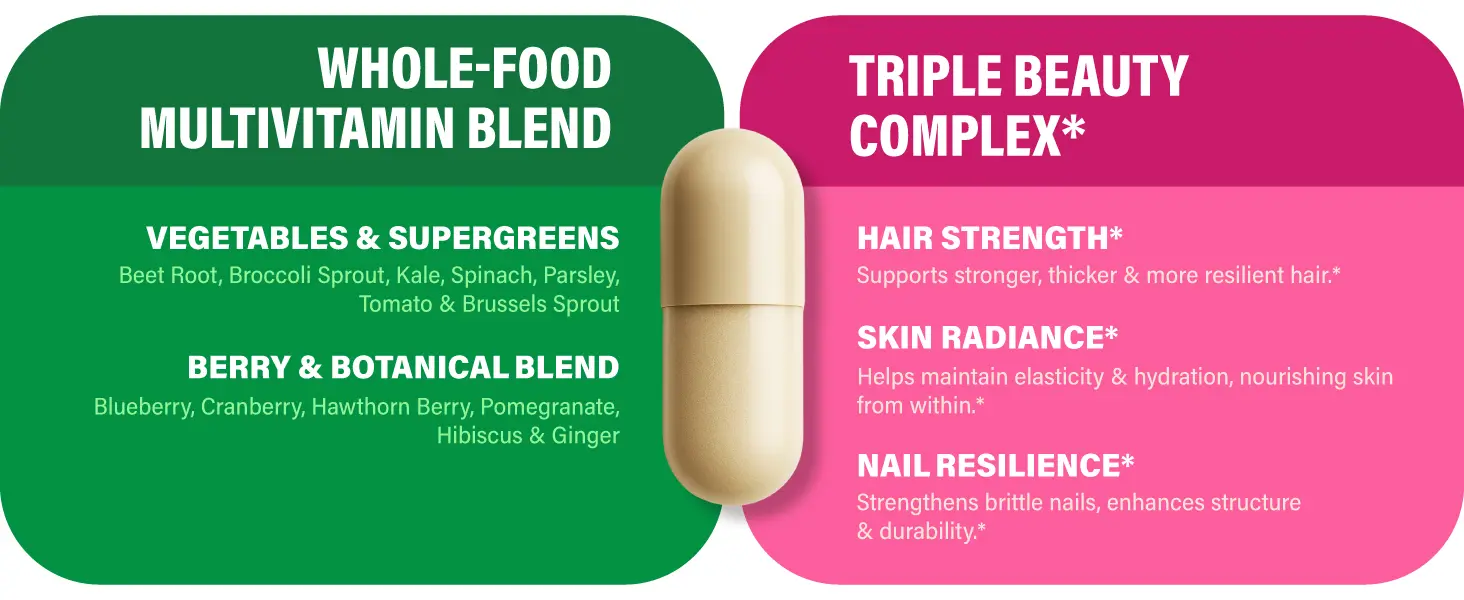 WHOLE-FOOD
MULTIVITAMIN BLEND
VEGETABLES & SUPERGREENS
Beet Root, Broccoli Sprout, Kale, Spinach, Parsley,
Tomato & Brussels Sprout
BERRY & BOTANICAL BLEND
Blueberry, Cranberry, Hawthorn Berry, Pomegranate,
Hibiscus & Ginger
TRIPLE BEAUTY
COMPLEX*
HAIR STRENGTH*
Supports stronger, thicker & more resilient hair.*
SKIN RADIANCE*
Helps maintain elasticity & hydration, nourishing skin
from within.*
NAIL RESILIENCE*
Strengthens brittle nails, enhances structure
& durability.*